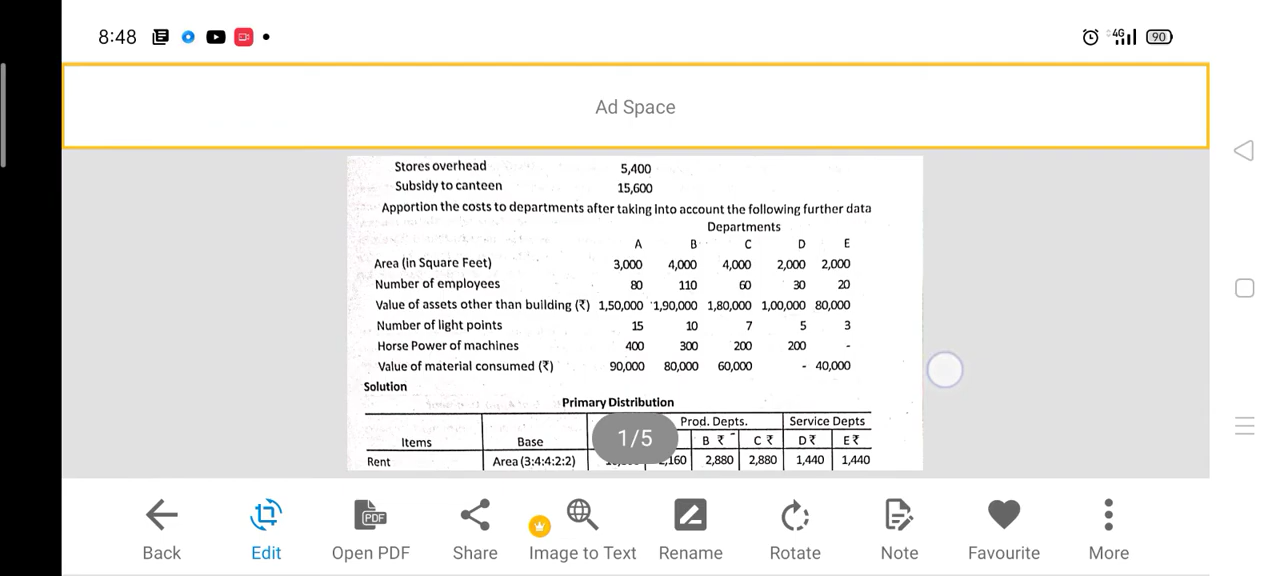 8:48 4G 90
Ad Space
Stores overhead 5,400
Subsidy to canteen 15,600
Apportion the costs to departments after taking Into account the following further data
Departments
A B C D E
Area (in Square Feet) 3,000 4,000 4,000 2,000 2,000
Number of employees 80 110 60 30 20
Value of assets other than building (₹) 1,50,000 1,90,000 1,80,000 1,00,000 80,000
Number of light points 15 10 7 5 3
Horse Power of machines 400 300 200 200 -
Value of material consumed (₹) 90,000 80,000 60,000 - 40,000
Solution
Primary Distribution
Prod. Depts. Service Depts
Items Base 1/5 B ₹ C ₹ D₹ E₹
Rent Area (3:4:4:2:2) 2,160 2,880 2,880 1,440 1,440
Back Edit PDF Open PDF Share Image to Text Rename Rotate Note Favourite More